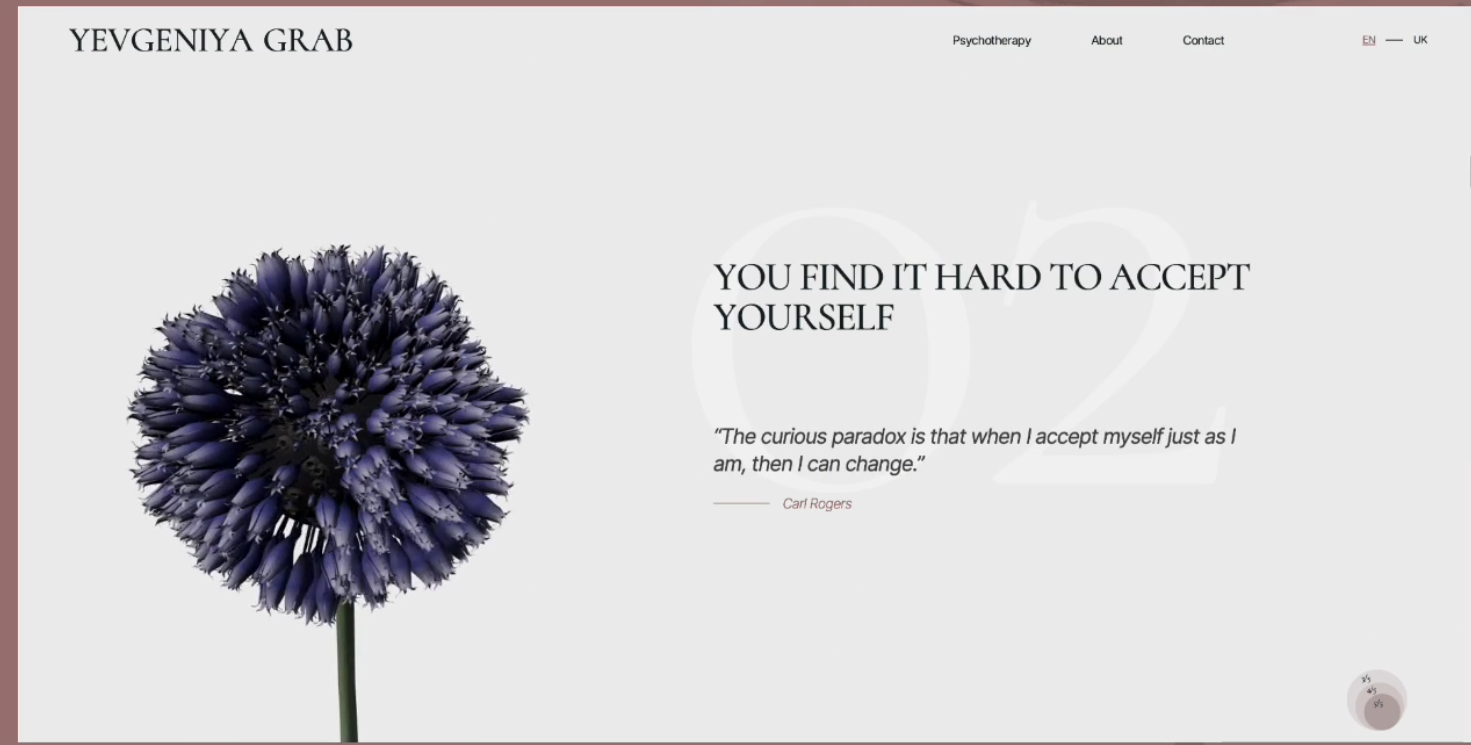 YEVGENIYA GRAB
Psychotherapy
About
Contact
EN — UK
02
YOU FIND IT HARD TO ACCEPT
YOURSELF
“The curious paradox is that when I accept myself just as I
am, then I can change.”
Carl Rogers